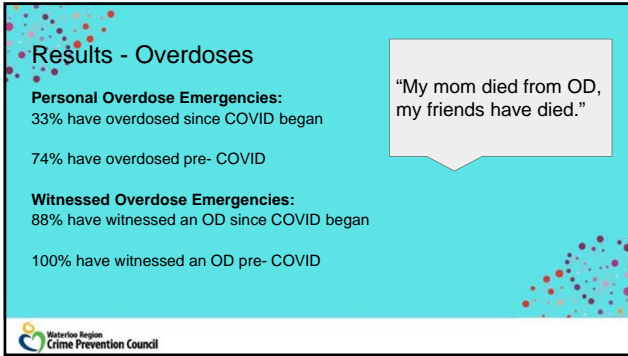 Results - Overdoses
Personal Overdose Emergencies:
33% have overdosed since COVID began
74% have overdosed pre- COVID
Witnessed Overdose Emergencies:
88% have witnessed an OD since COVID began
100% have witnessed an OD pre- COVID
“My mom died from OD,
my friends have died.”
Waterloo Region
Crime Prevention Council